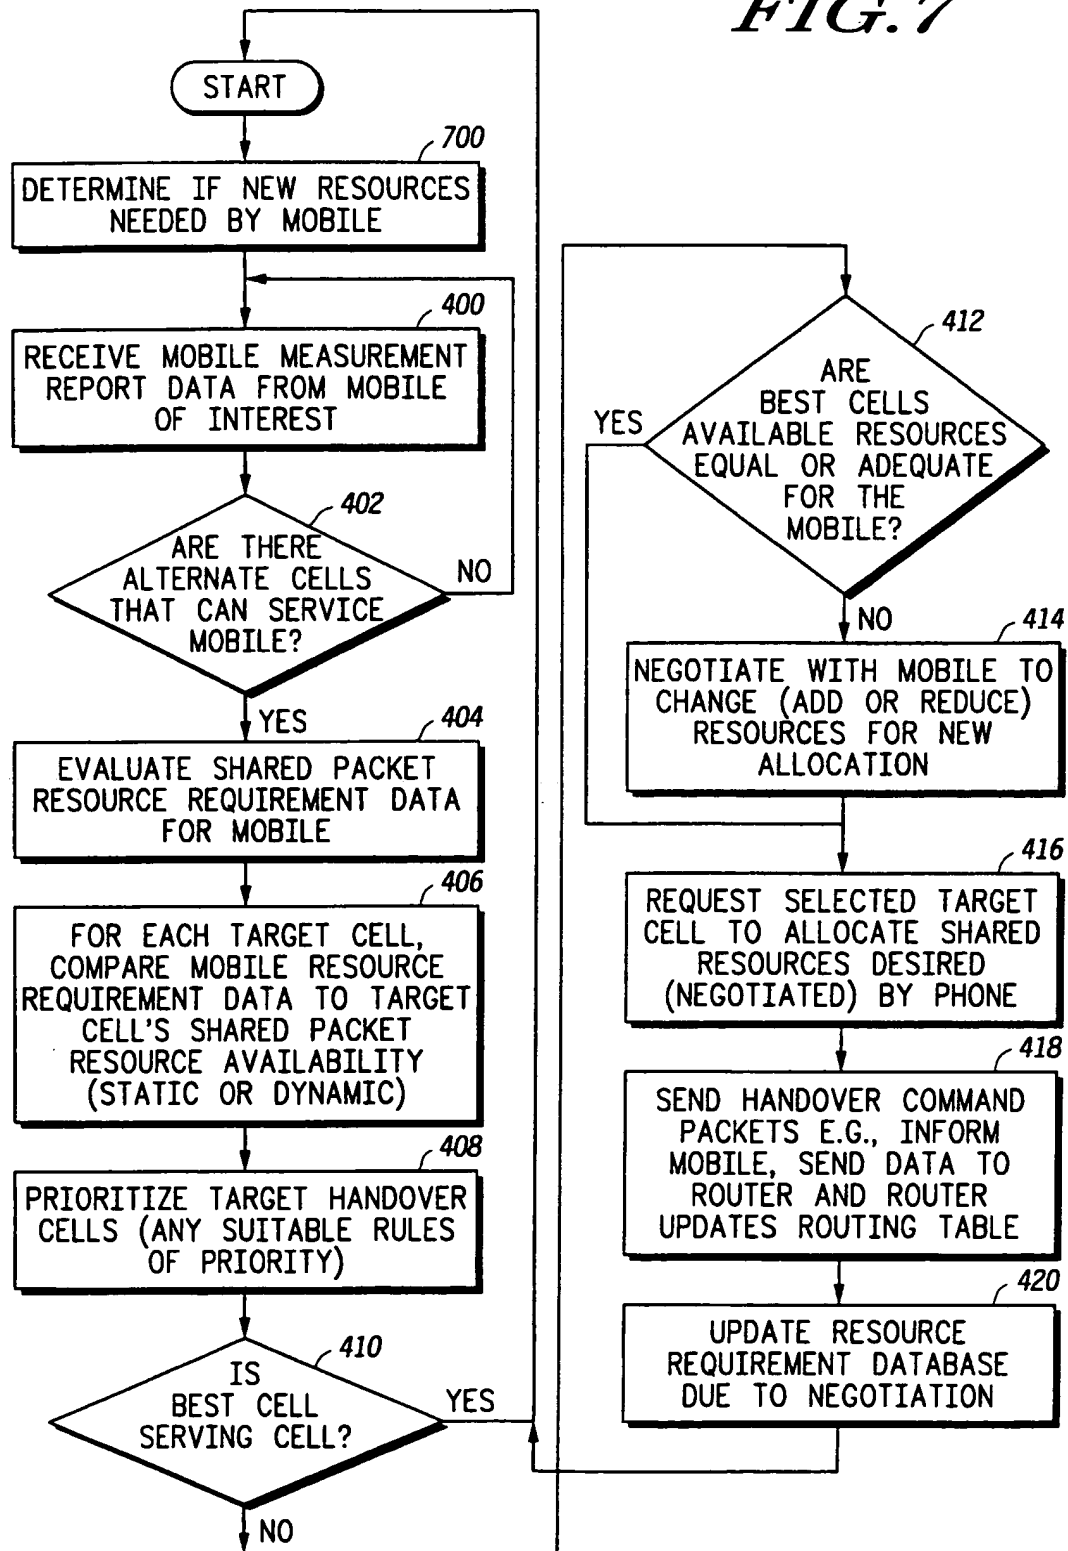 FIG. 7
START
700
DETERMINE IF NEW RESOURCES
NEEDED BY MOBILE
400
RECEIVE MOBILE MEASUREMENT
REPORT DATA FROM MOBILE
OF INTEREST
402
ARE THERE
ALTERNATE CELLS
THAT CAN SERVICE
MOBILE?
NO
YES
404
EVALUATE SHARED PACKET
RESOURCE REQUIREMENT DATA
FOR MOBILE
406
FOR EACH TARGET CELL,
COMPARE MOBILE RESOURCE
REQUIREMENT DATA TO TARGET
CELL'S SHARED PACKET
RESOURCE AVAILABILITY
(STATIC OR DYNAMIC)
408
PRIORITIZE TARGET HANDOVER
CELLS (ANY SUITABLE RULES
OF PRIORITY)
410
IS
BEST CELL
SERVING CELL?
YES
NO
412
ARE
BEST CELLS
AVAILABLE RESOURCES
EQUAL OR ADEQUATE
FOR THE
MOBILE?
YES
NO
414
NEGOTIATE WITH MOBILE TO
CHANGE (ADD OR REDUCE)
RESOURCES FOR NEW
ALLOCATION
416
REQUEST SELECTED TARGET
CELL TO ALLOCATE SHARED
RESOURCES DESIRED
(NEGOTIATED) BY PHONE
418
SEND HANDOVER COMMAND
PACKETS E.G., INFORM
MOBILE, SEND DATA TO
ROUTER AND ROUTER
UPDATES ROUTING TABLE
420
UPDATE RESOURCE
REQUIREMENT DATABASE
DUE TO NEGOTIATION